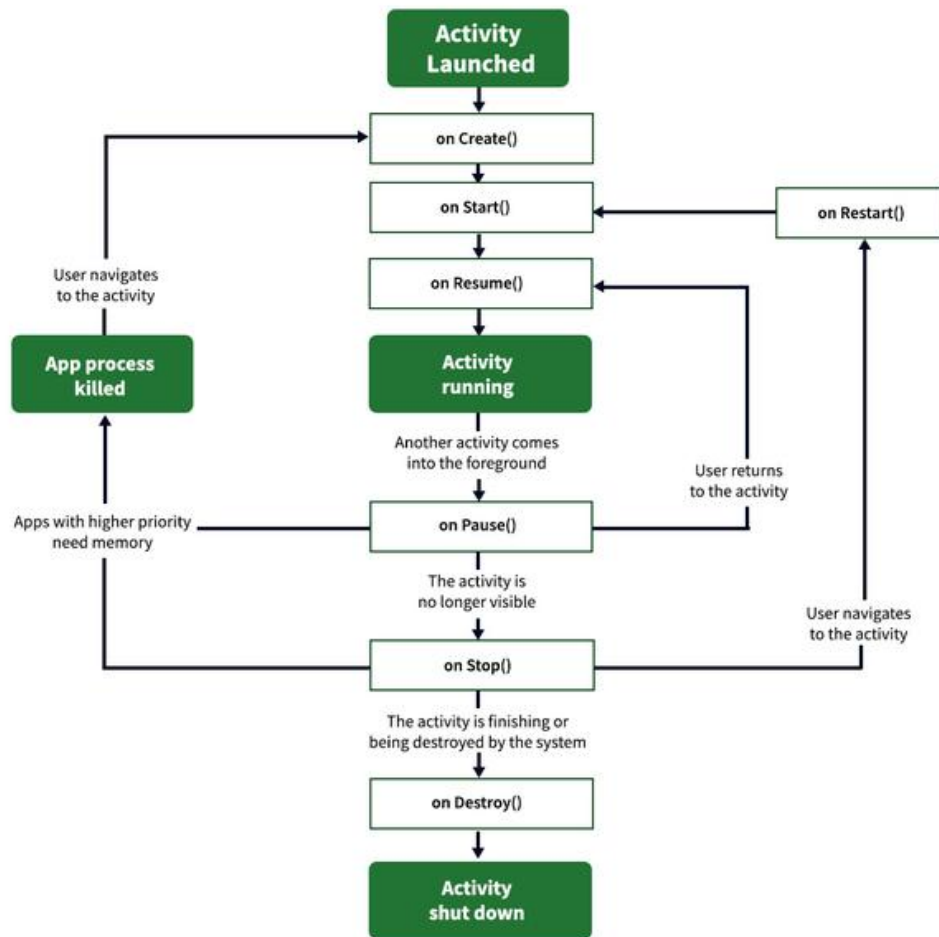 Activity
Launched
on Create()
on Start()
on Restart()
User navigates
to the activity
on Resume()
App process
killed
Activity
running
Another activity comes
into the foreground
User returns
to the activity
Apps with higher priority
need memory
on Pause()
The activity is
no longer visible
User navigates
to the activity
on Stop()
The activity is finishing or
being destroyed by the system
on Destroy()
Activity
shut down